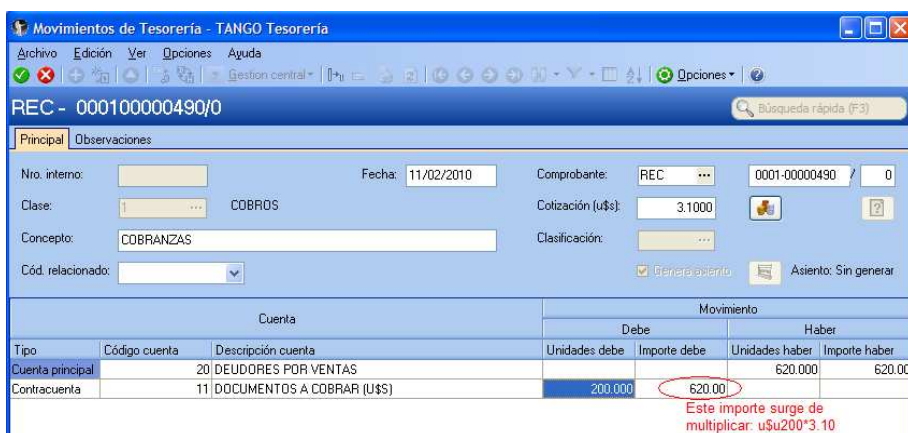 Movimientos de Tesorería - TANGO Tesorería
Archivo Edición Ver Opciones Ayuda
Gestion central Opciones
REC - 000100000490/0 Búsqueda rápida (F3)
Principal Observaciones
Nro. interno: Fecha: 11/02/2010 Comprobante: REC ... 0001-00000490 / 0
Clase: 1 ... COBROS Cotización (u$s): 3.1000
Concepto: COBRANZAS Clasificación: ...
Cód. relacionado: Genera asiento Asiento: Sin generar
Cuenta Movimiento
Debe Haber
Tipo Código cuenta Descripción cuenta Unidades debe Importe debe Unidades haber Importe haber
Cuenta principal 20 DEUDORES POR VENTAS 620.000 620.00
Contracuenta 11 DOCUMENTOS A COBRAR (U$S) 200.000 620.00
Este importe surge de
multiplicar: u$u200*3.10